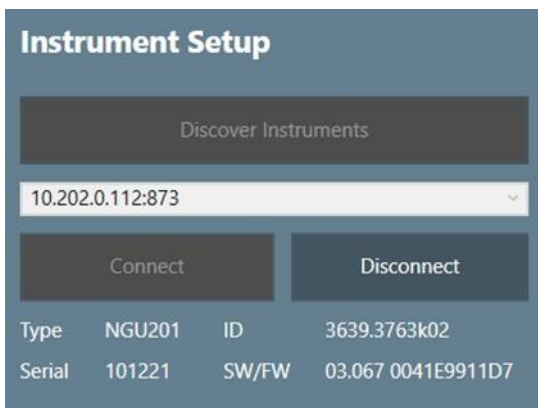 Instrument Setup
Discover Instruments
10.202.0.112:873
Connect Disconnect
Type NGU201 ID 3639.3763k02
Serial 101221 SW/FW 03.067 0041E9911D7